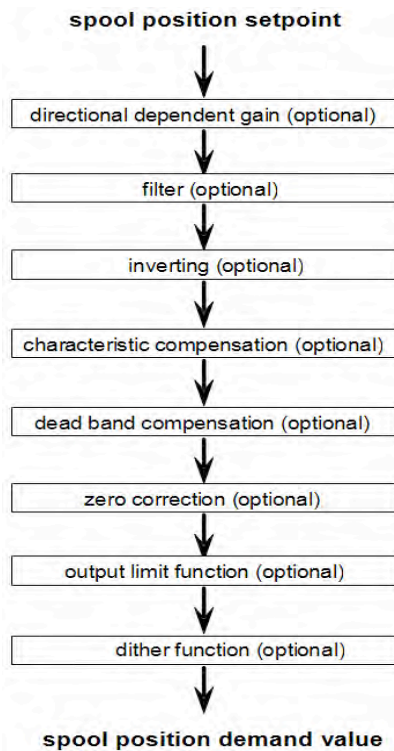 spool position setpoint
directional dependent gain (optional)
filter (optional)
inverting (optional)
characteristic compensation (optional)
dead band compensation (optional)
zero correction (optional)
output limit function (optional)
dither function (optional)
spool position demand value